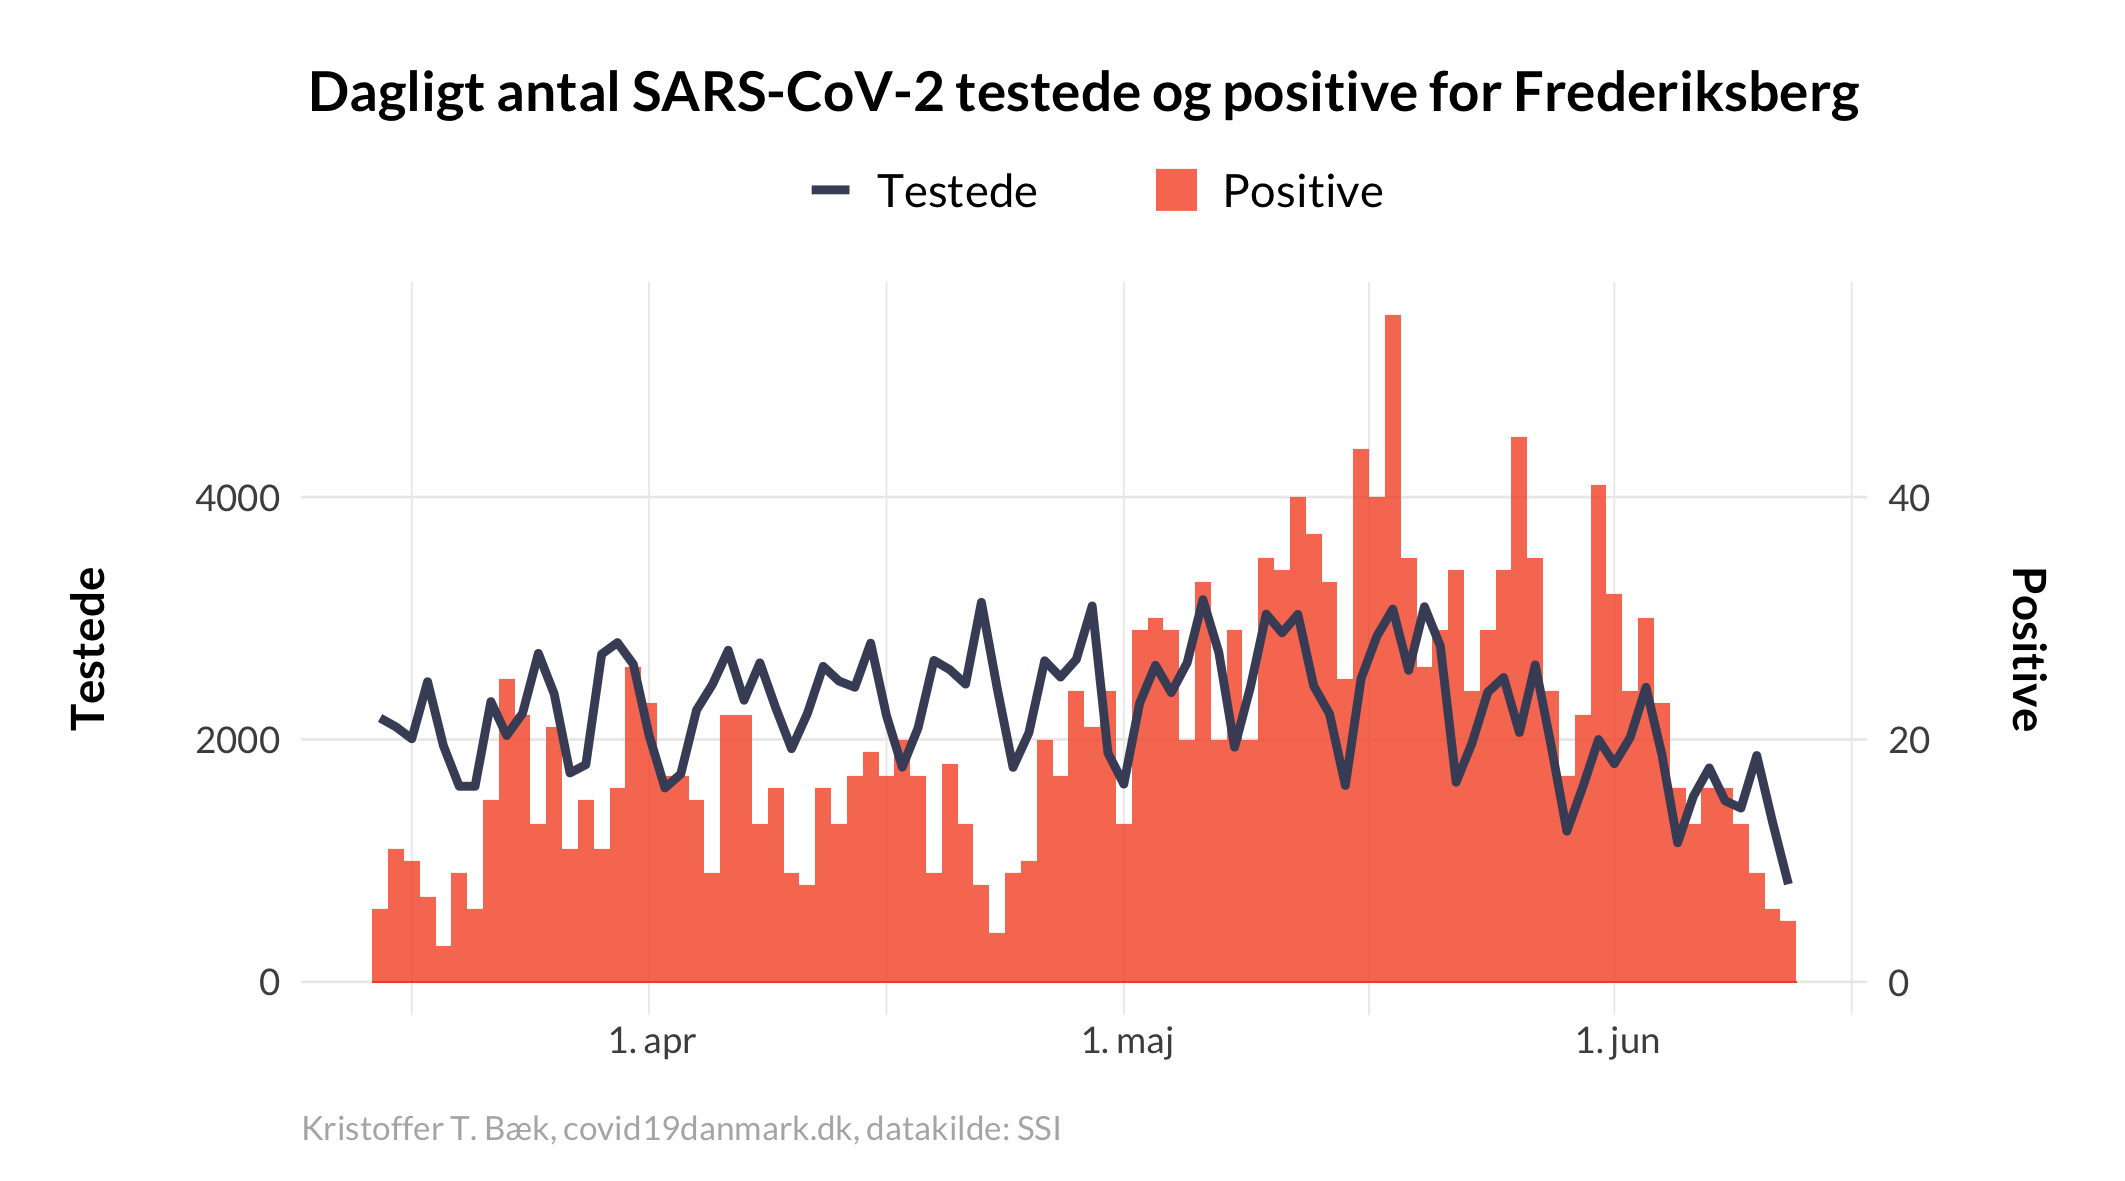 Dagligt antal SARS-CoV-2 testede og positive for Frederiksberg
Testede
Positive
Testede
4000
2000
0
40
20
0
Positive
1. apr
1. maj
1. jun
Kristoffer T. Bæk, covid19danmark.dk, datakilde: SSI